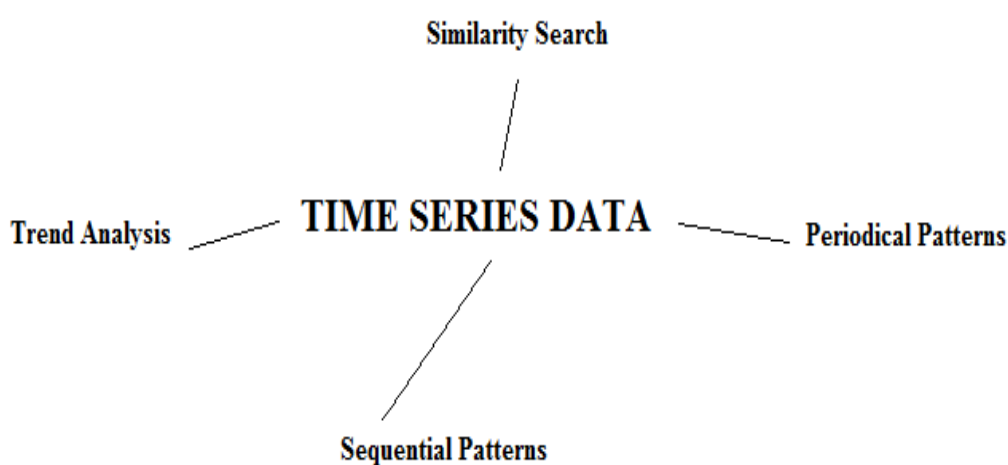 Similarity Search
TIME SERIES DATA
Trend Analysis
Periodical Patterns
Sequential Patterns